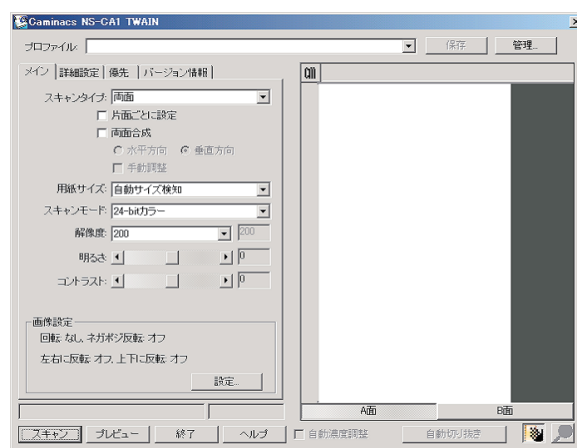 Caminacs NS-CA1 TWAIN
プロファイル: 保存 管理...
メイン 詳細設定 優先 バージョン情報
スキャンタイプ: 両面
片面ごとに設定
両面合成
水平方向 垂直方向
手動調整
用紙サイズ: 自動サイズ検知
スキャンモード: 24-bitカラー
解像度: 200 200
明るさ: 0
コントラスト: 0
画像設定
回転: なし, ネガポジ反転: オフ
左右に反転: オフ, 上下に反転: オフ
設定...
A面 B面
スキャン プレビュー 終了 ヘルプ 自動濃度調整 自動切り抜き